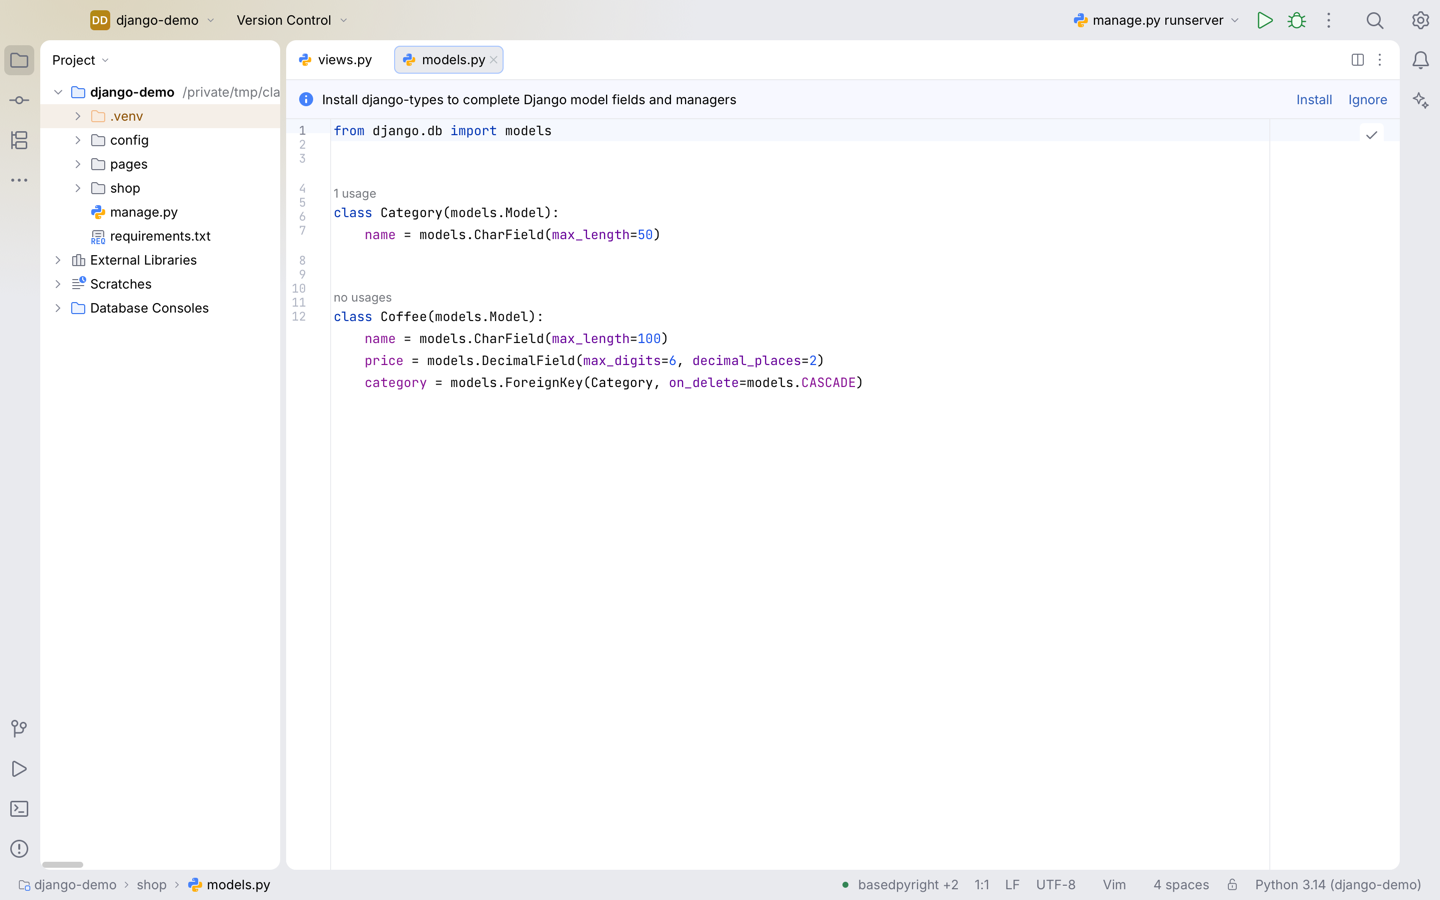 DD django-demo Version Control manage.py runserver
Project
django-demo /private/tmp/cla
.venv
config
pages
shop
manage.py
REQ requirements.txt
External Libraries
Scratches
Database Consoles
views.py models.py
Install django-types to complete Django model fields and managers Install Ignore
1 from django.db import models
2
3
1 usage
4 class Category(models.Model):
5 name = models.CharField(max_length=50)
6
7
no usages
8 class Coffee(models.Model):
9 name = models.CharField(max_length=100)
10 price = models.DecimalField(max_digits=6, decimal_places=2)
11 category = models.ForeignKey(Category, on_delete=models.CASCADE)
12
django-demo › shop › models.py basedpyright +2 1:1 LF UTF-8 Vim 4 spaces Python 3.14 (django-demo)